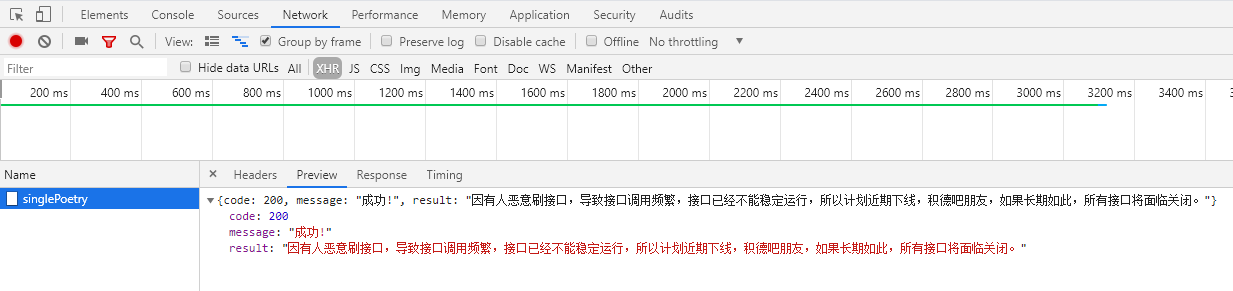 Elements Console Sources Network Performance Memory Application Security Audits
View: Group by frame Preserve log Disable cache Offline No throttling
Filter Hide data URLs All XHR JS CSS Img Media Font Doc WS Manifest Other
200 ms 400 ms 600 ms 800 ms 1000 ms 1200 ms 1400 ms 1600 ms 1800 ms 2000 ms 2200 ms 2400 ms 2600 ms 2800 ms 3000 ms 3200 ms 3400 ms
Name × Headers Preview Response Timing
singlePoetry
{code: 200, message: "成功!", result: "因有人恶意刷接口，导致接口调用频繁，接口已经不能稳定运行，所以计划近期下线，积德吧朋友，如果长期如此，所有接口将面临关闭。"}
code: 200
message: "成功!"
result: "因有人恶意刷接口，导致接口调用频繁，接口已经不能稳定运行，所以计划近期下线，积德吧朋友，如果长期如此，所有接口将面临关闭。"